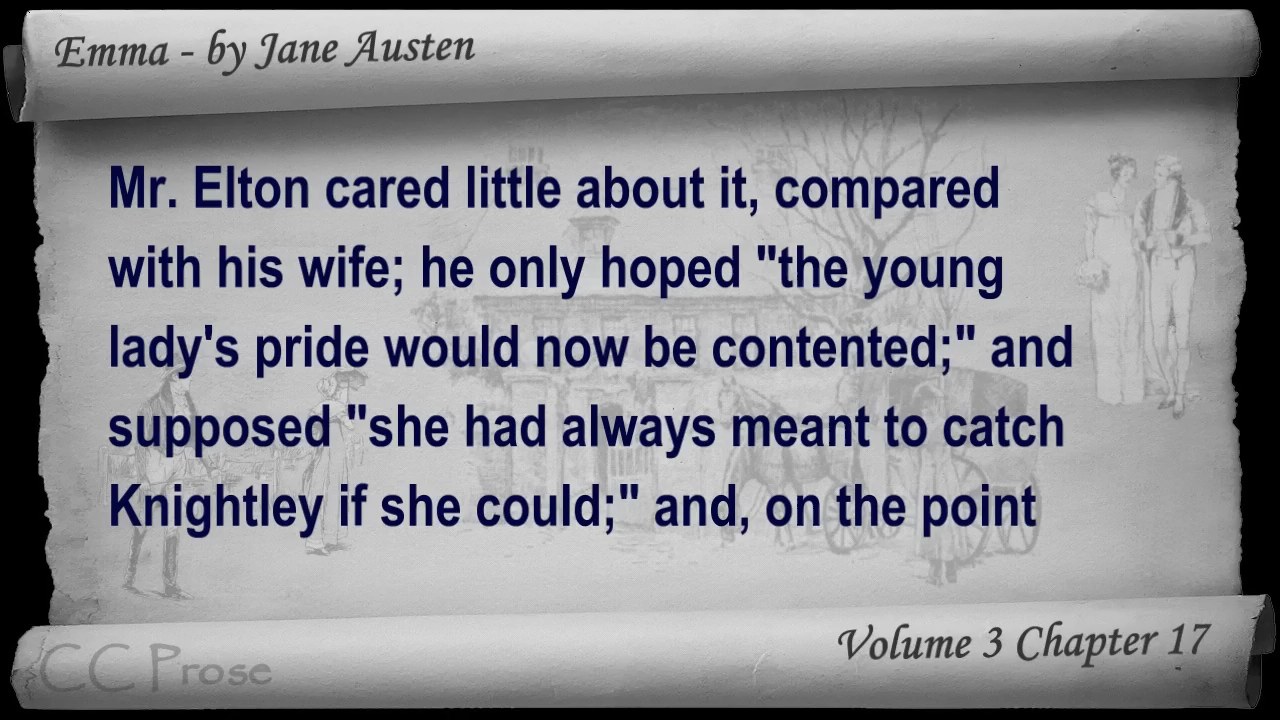 Emma - by Jane Austen
Mr. Elton cared little about it, compared
with his wife; he only hoped "the young
lady's pride would now be contented;" and
supposed "she had always meant to catch
Knightley if she could;" and, on the point
Volume 3 Chapter 17
CC Prose